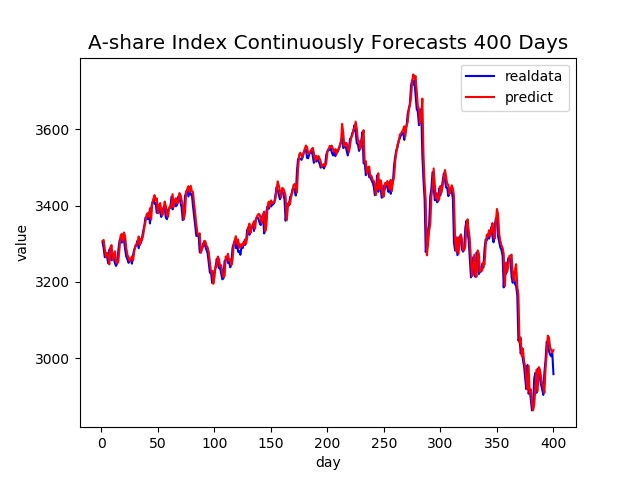 A-share Index Continuously Forecasts 400 Days
realdata
predict
3600
3400
3200
3000
value
0 50 100 150 200 250 300 350 400
day